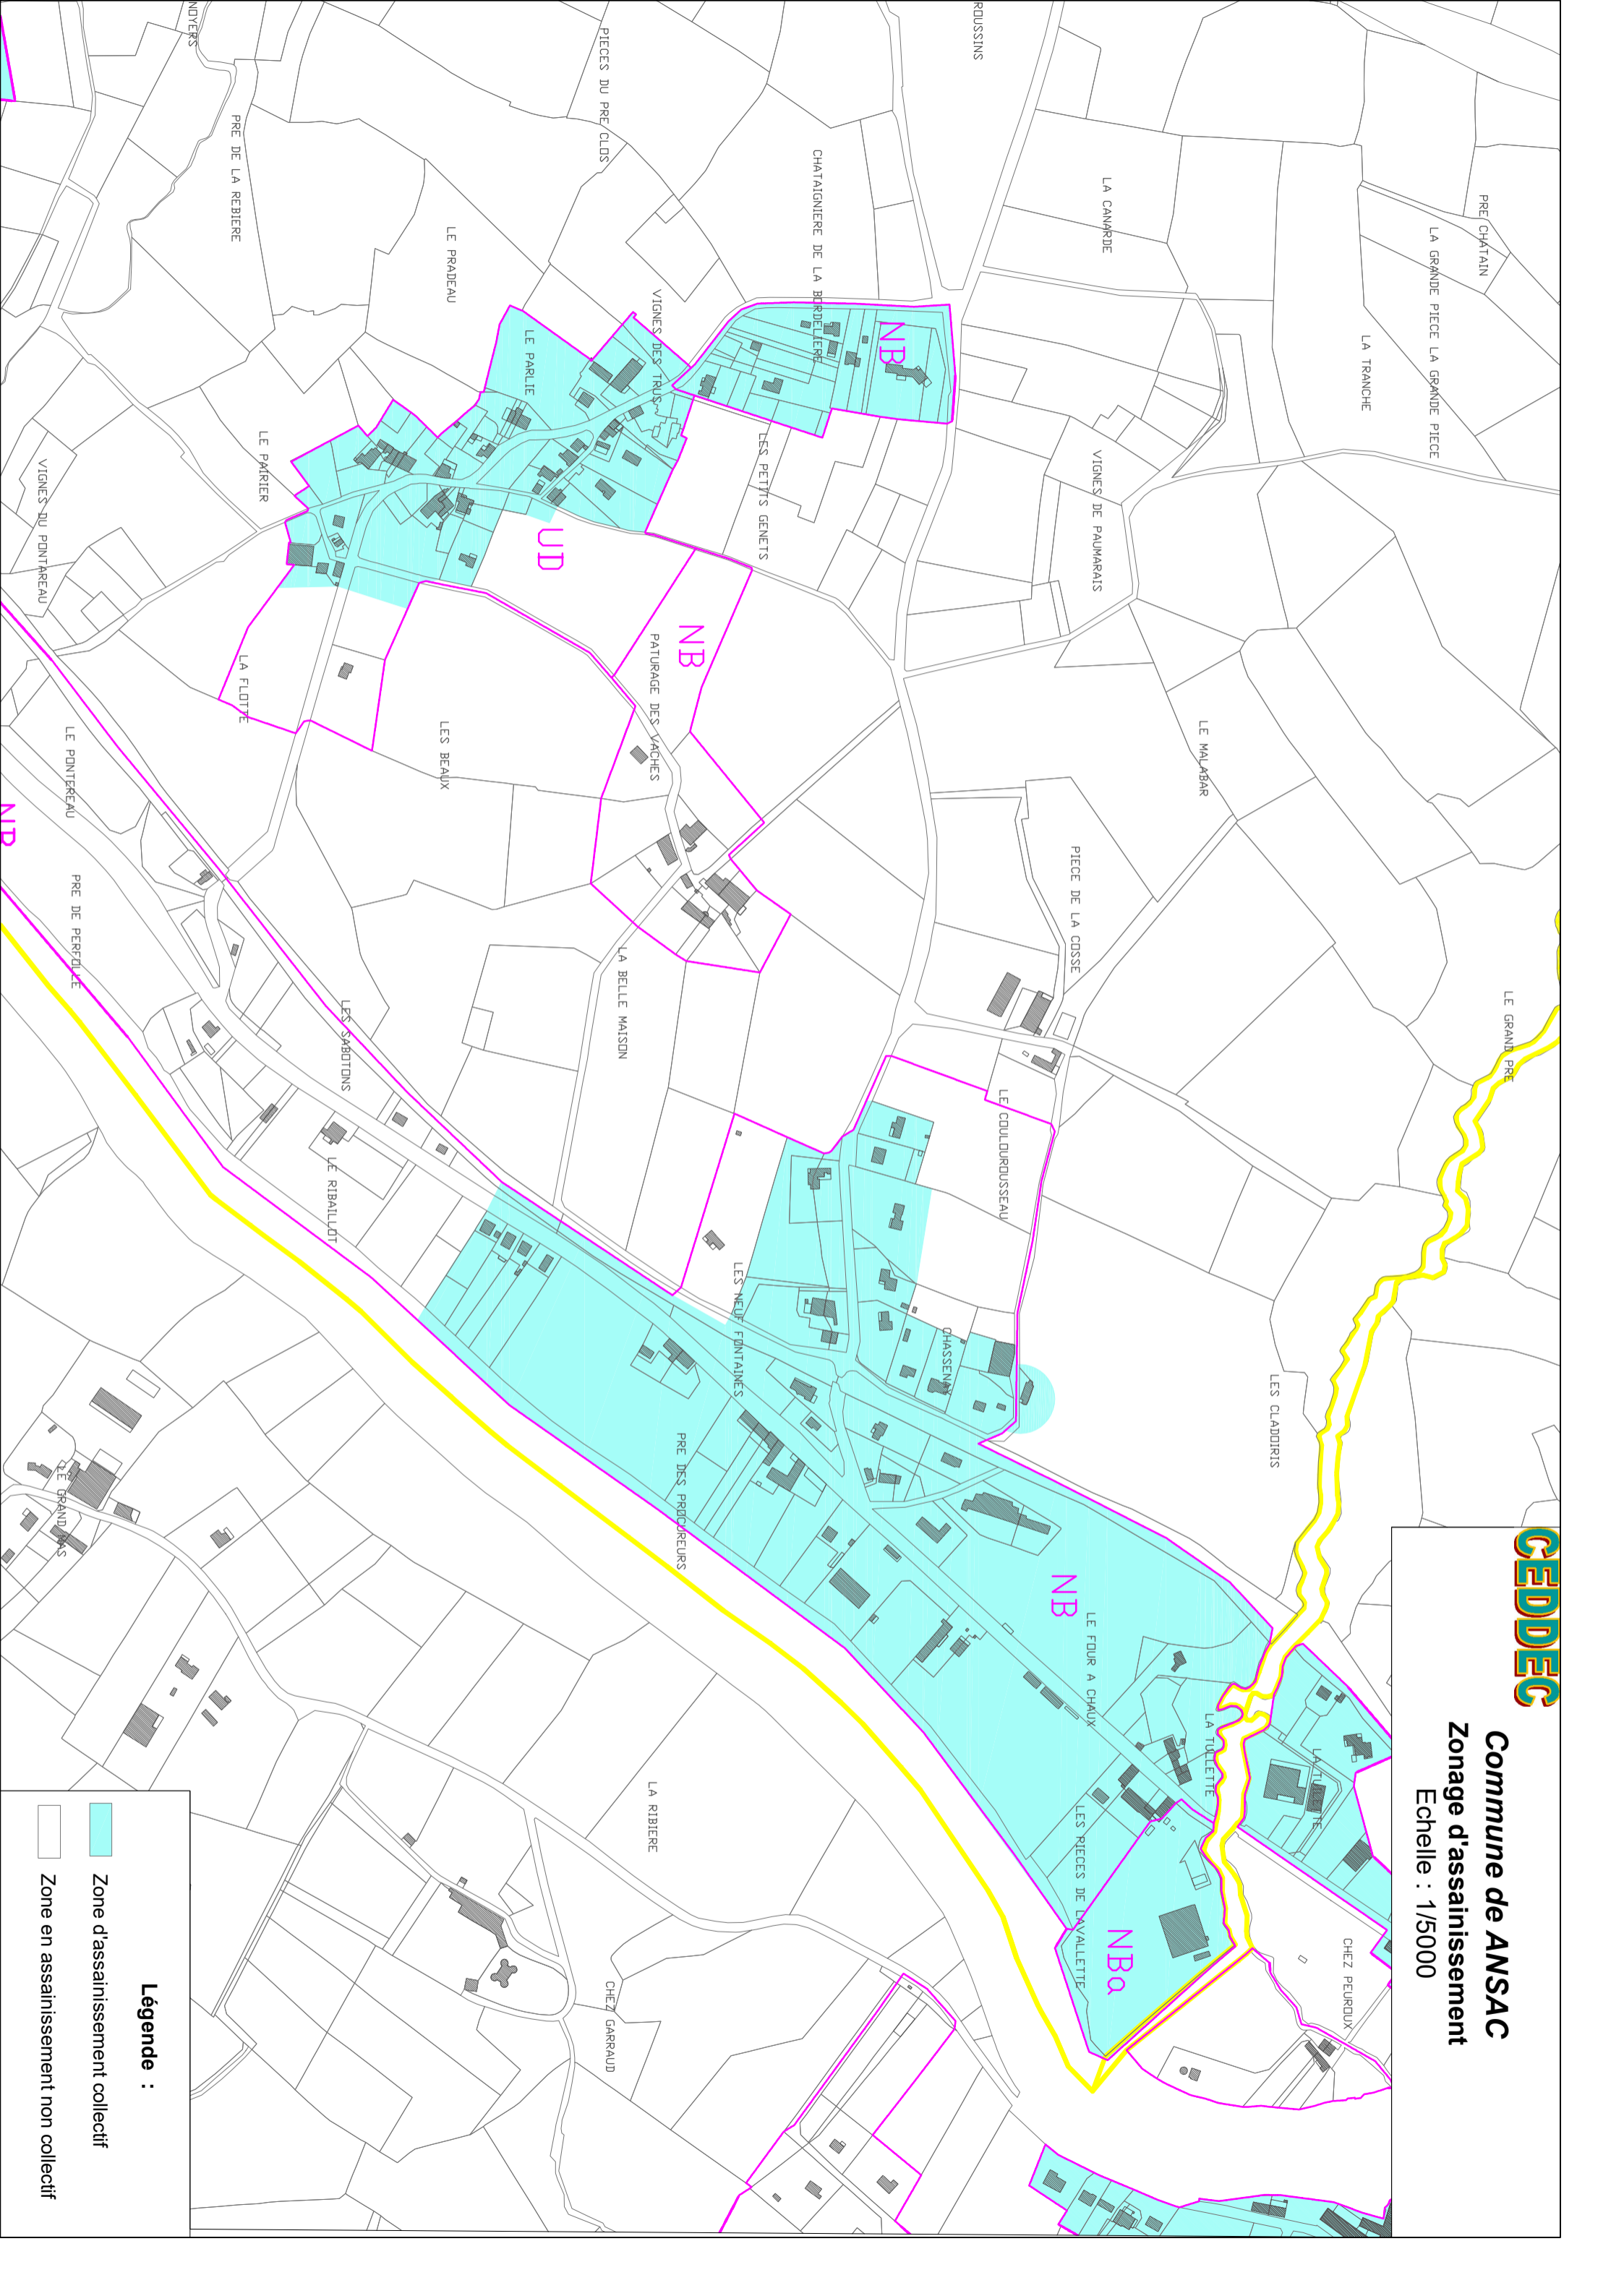 CEDDEC
Commune de ANSAC
Zonage d'assainissement
Echelle : 1/5000
PRE CHATAIN
LA GRANDE PIECE LA GRANDE PIECE
LA TRANCHE
LA CANARDE
ROUSSINS
CHATAIGNIERE DE LA BORDELIERE
PIECES DU PRE CLOS
NOYERS
PRE DE LA REBIERE
LE PRADEAU
VIGNES DES TRUS
LE PARLIE
NB
LES PETITS GENETS
VIGNES DE PAUMARAIS
LE PAIRIER
VIGNES DU PONTAREAU
UD
NB
PATURAGE DES VACHES
LA FLOTTE
LES BEAUX
LE PONTEREAU
NB
PRE DE PERFOLLE
LE MALABAR
PIECE DE LA COSSE
LE GRAND PRE
LA BELLE MAISON
LES SABOTONS
LE COULOUROUSSEAU
LE RIBAILLOT
LES NEUF FONTAINES
CHASSENAY
LES CLADOIRIS
PRE DES PROCUREURS
LE GRAND MAS
NB
LE FOUR A CHAUX
LA TULLETTE
LA TULLETTE
LES PIECES DE LAVALLETTE
NBa
LA RIBIERE
CHEZ PEUROUX
CHEZ GARRAUD
Légende :
Zone d'assainissement collectif
Zone en assainissement non collectif